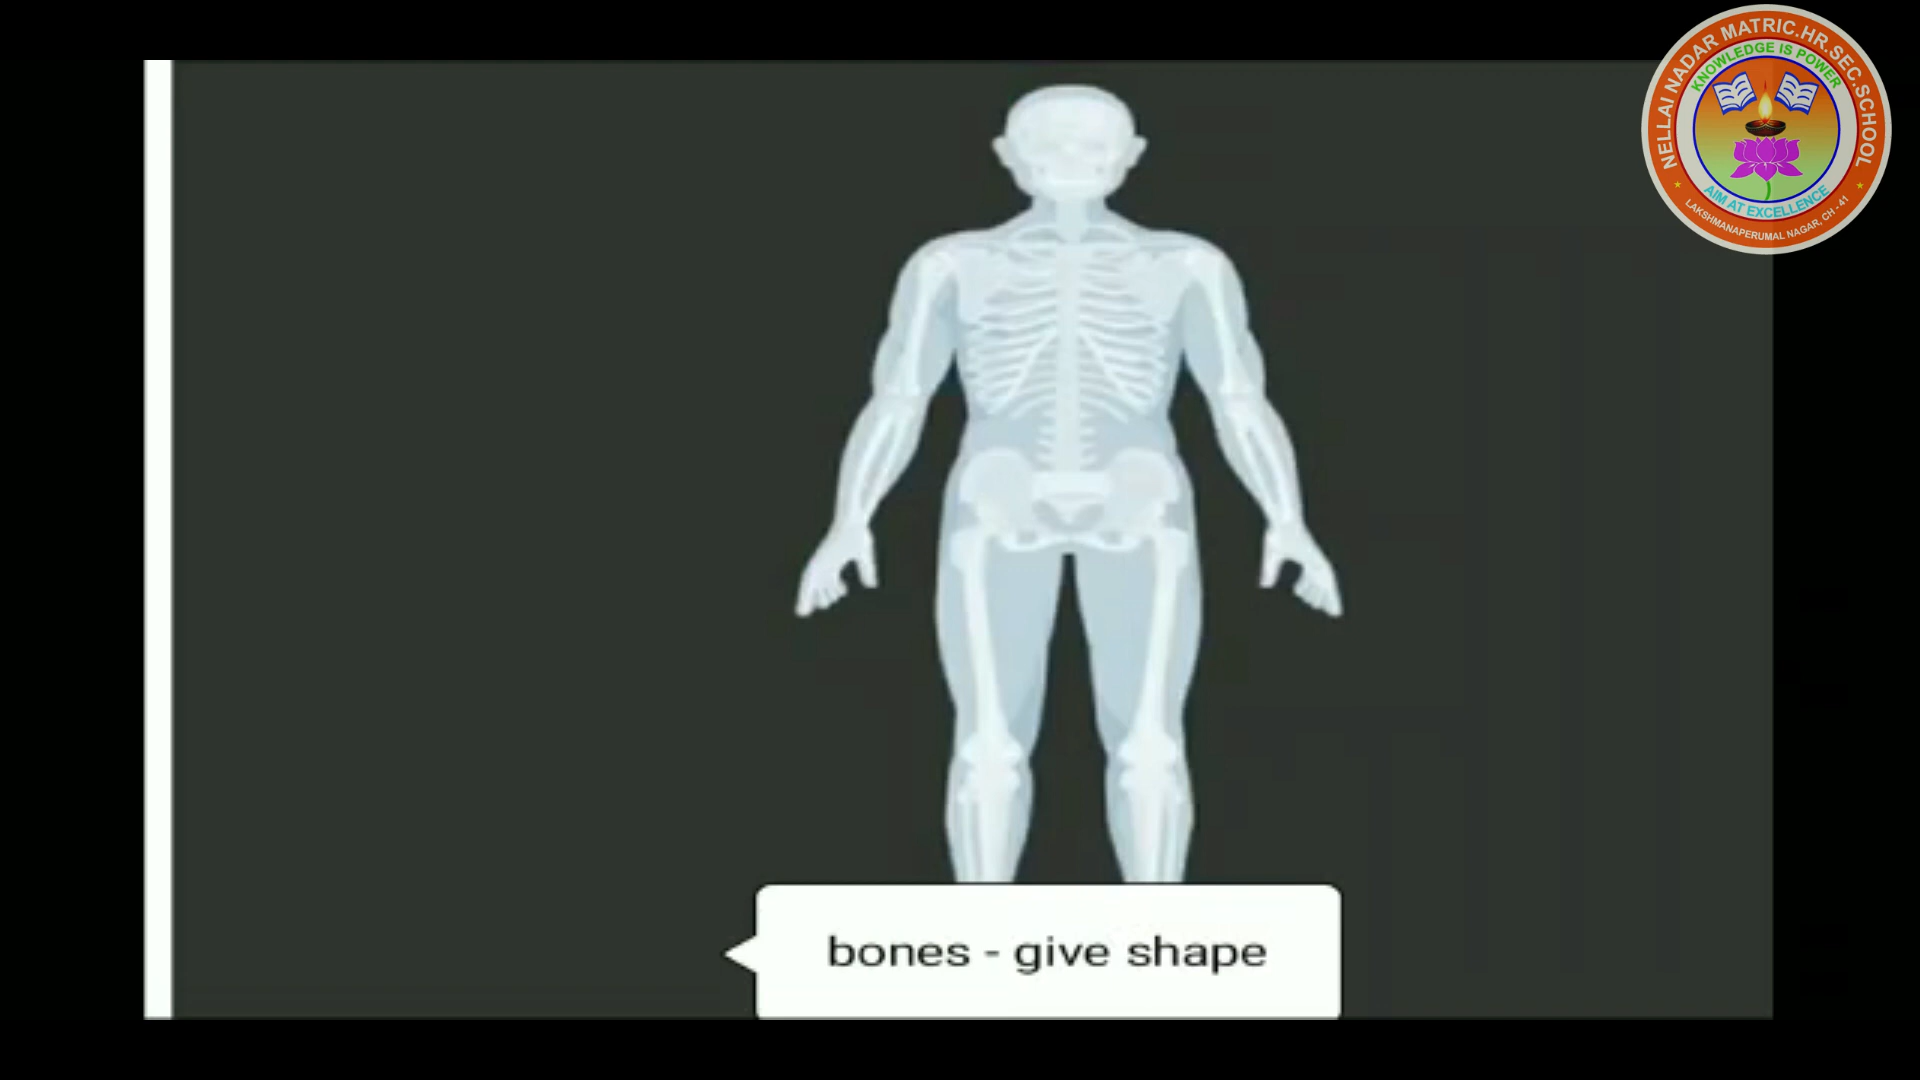 NELLAI NADAR MATRIC.HR.SEC.SCHOOL
KNOWLEDGE IS POWER
AIM AT EXCELLENCE
LAKSHMANAPERUMAL NAGAR, CH - 41
bones - give shape